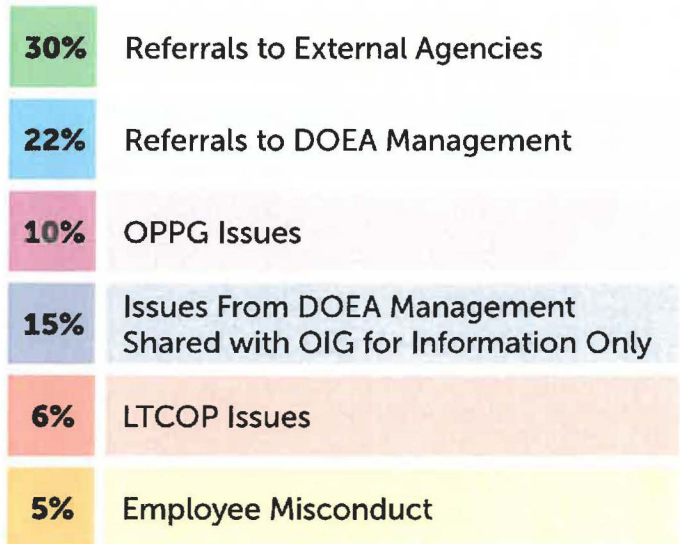 30% Referrals to External Agencies
22% Referrals to DOEA Management
10% OPPG Issues
15% Issues From DOEA Management
Shared with OIG for Information Only
6% LTCOP Issues
5% Employee Misconduct